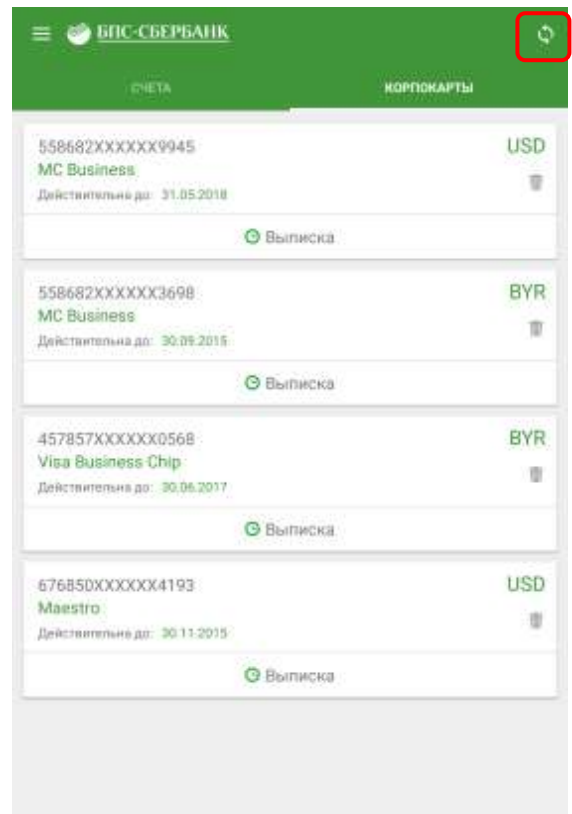 БПС-СБЕРБАНК
СЧЕТА КОРПОКАРТЫ
558682XXXXXX9945 USD
MC Business
Действительна до: 31.05.2018
Выписка
558682XXXXXX3698 BYR
MC Business
Действительна до: 30.09.2015
Выписка
457857XXXXXX0568 BYR
Visa Business Chip
Действительна до: 30.06.2017
Выписка
676850XXXXXX4193 USD
Maestro
Действительна до: 30.11.2015
Выписка